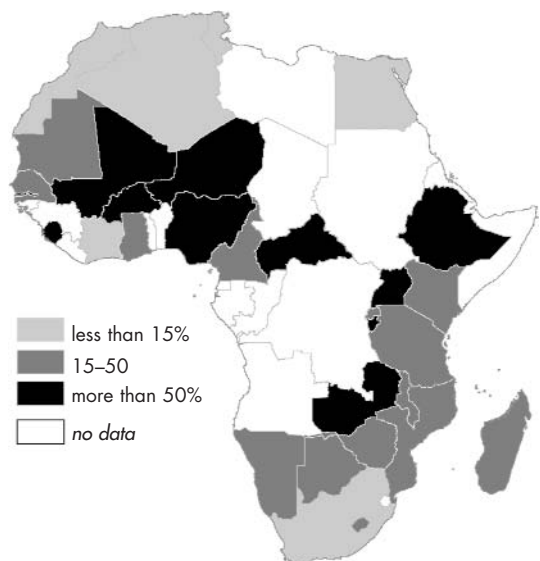 less than 15%
15–50
more than 50%
no data